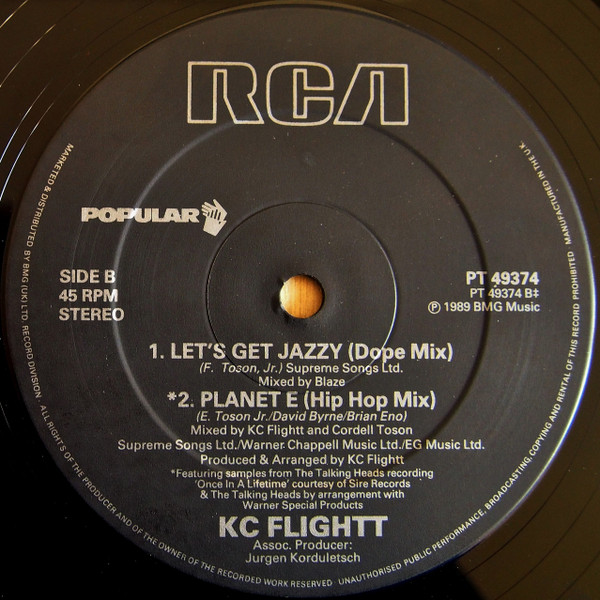 RCA
POPULAR
SIDE B
45 RPM
STEREO
PT 49374
PT 49374 B‡
℗ 1989 BMG Music
1. LET'S GET JAZZY (Dope Mix)
(F. Toson, Jr.) Supreme Songs Ltd.
Mixed by Blaze
*2. PLANET E (Hip Hop Mix)
(E. Toson Jr./David Byrne/Brian Eno)
Mixed by KC Flightt and Cordell Toson
Supreme Songs Ltd./Warner Chappell Music Ltd./EG Music Ltd.
Produced & Arranged by KC Flightt
*Featuring samples from The Talking Heads recording
'Once In A Lifetime' courtesy of Sire Records
& The Talking Heads by arrangement with
Warner Special Products
KC FLIGHTT
Assoc. Producer:
Jurgen Korduletsch
MARKETED & DISTRIBUTED BY BMG (UK) LTD. RECORD DIVISION · ALL RIGHTS OF THE PRODUCER AND OF THE OWNER OF THE RECORDED WORK RESERVED · UNAUTHORISED PUBLIC PERFORMANCE, BROADCASTING, COPYING AND RENTAL OF THIS RECORD PROHIBITED MANUFACTURED IN THE U.K.